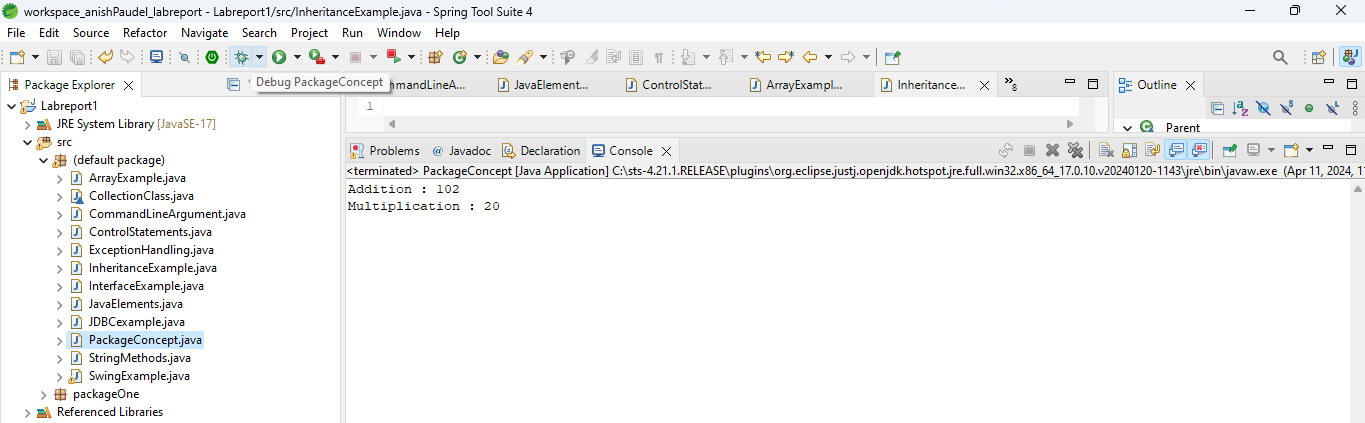 workspace_anishPaudel_labreport - Labreport1/src/InheritanceExample.java - Spring Tool Suite 4
File Edit Source Refactor Navigate Search Project Run Window Help
Debug PackageConcept
Package Explorer
mandLineA... JavaElement... ControlStat... ArrayExampl... Inheritance... »8
Outline
1
Parent
Labreport1
JRE System Library [JavaSE-17]
src
(default package)
ArrayExample.java
CollectionClass.java
CommandLineArgument.java
ControlStatements.java
ExceptionHandling.java
InheritanceExample.java
InterfaceExample.java
JavaElements.java
JDBCexample.java
PackageConcept.java
StringMethods.java
SwingExample.java
packageOne
Referenced Libraries
Problems @ Javadoc Declaration Console
<terminated> PackageConcept [Java Application] C:\sts-4.21.1.RELEASE\plugins\org.eclipse.justj.openjdk.hotspot.jre.full.win32.x86_64_17.0.10.v20240120-1143\jre\bin\javaw.exe (Apr 11, 2024, 1
Addition : 102
Multiplication : 20